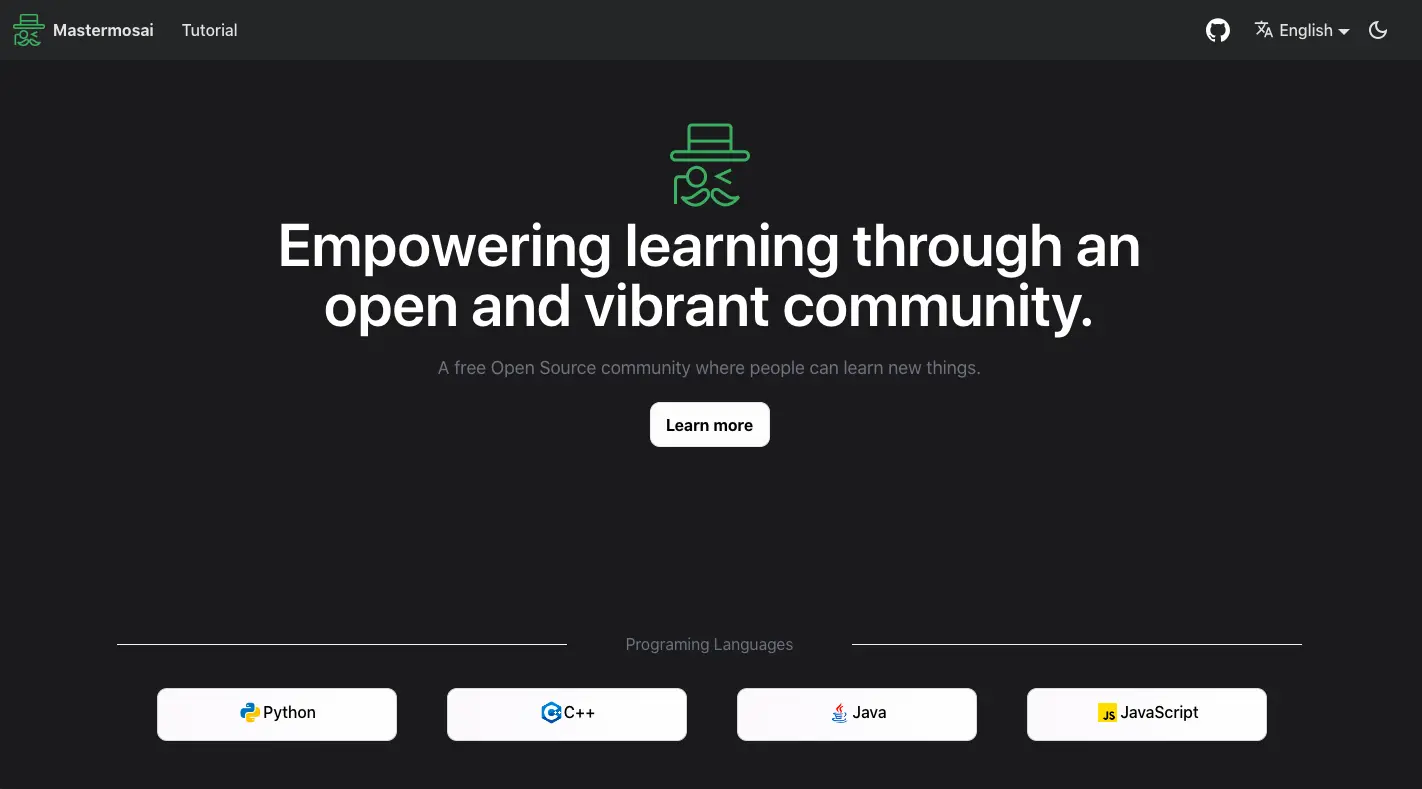 Mastermosai
Tutorial
English
Empowering learning through an
open and vibrant community.
A free Open Source community where people can learn new things.
Learn more
Programing Languages
Python
C++
Java
JS JavaScript